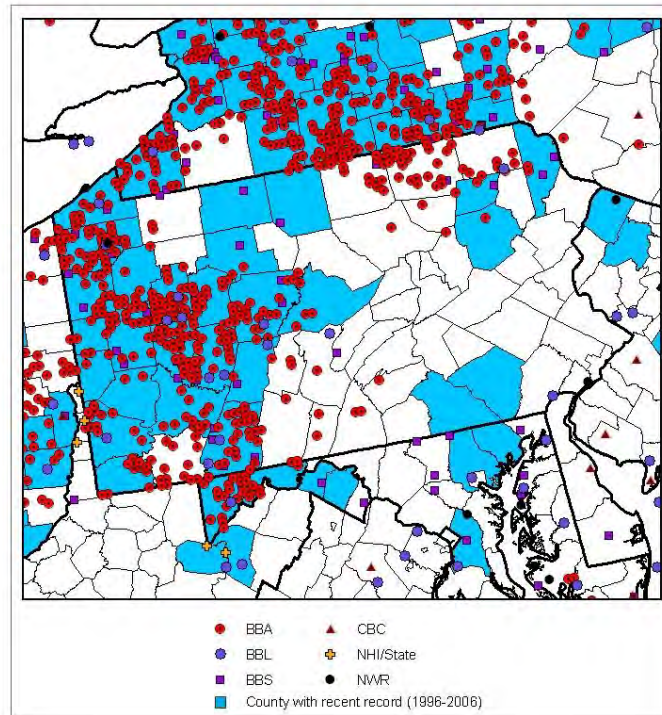 BBA
CBC
BBL
NHI/State
BBS
NWR
County with recent record (1996-2006)